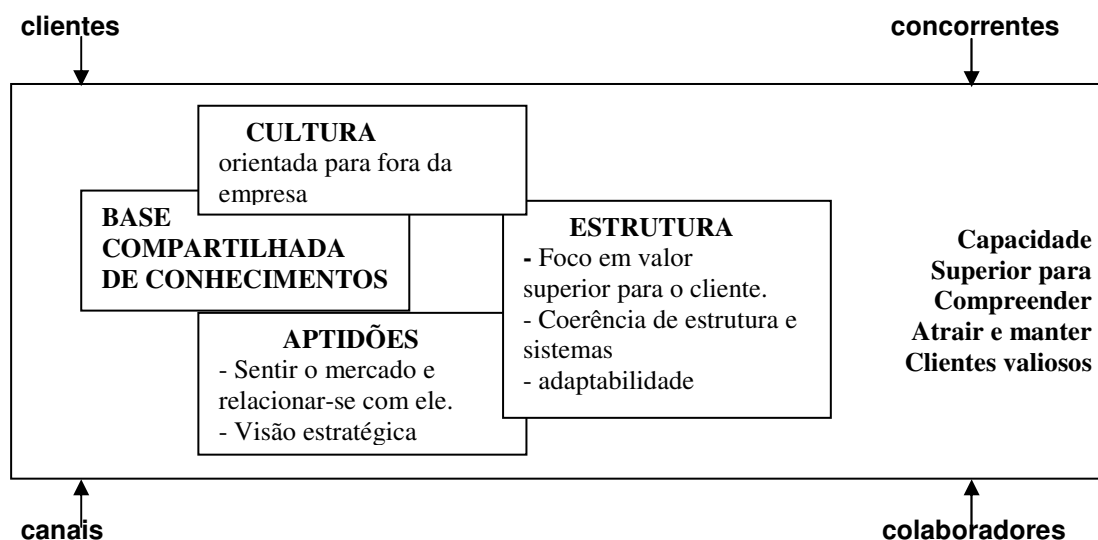 clientes
concorrentes
CULTURA
orientada para fora da
empresa
BASE
COMPARTILHADA
DE CONHECIMENTOS
ESTRUTURA
- Foco em valor
superior para o cliente.
- Coerência de estrutura e
sistemas
- adaptabilidade
APTIDÕES
- Sentir o mercado e
relacionar-se com ele.
- Visão estratégica
Capacidade
Superior para
Compreender
Atrair e manter
Clientes valiosos
canais
colaboradores